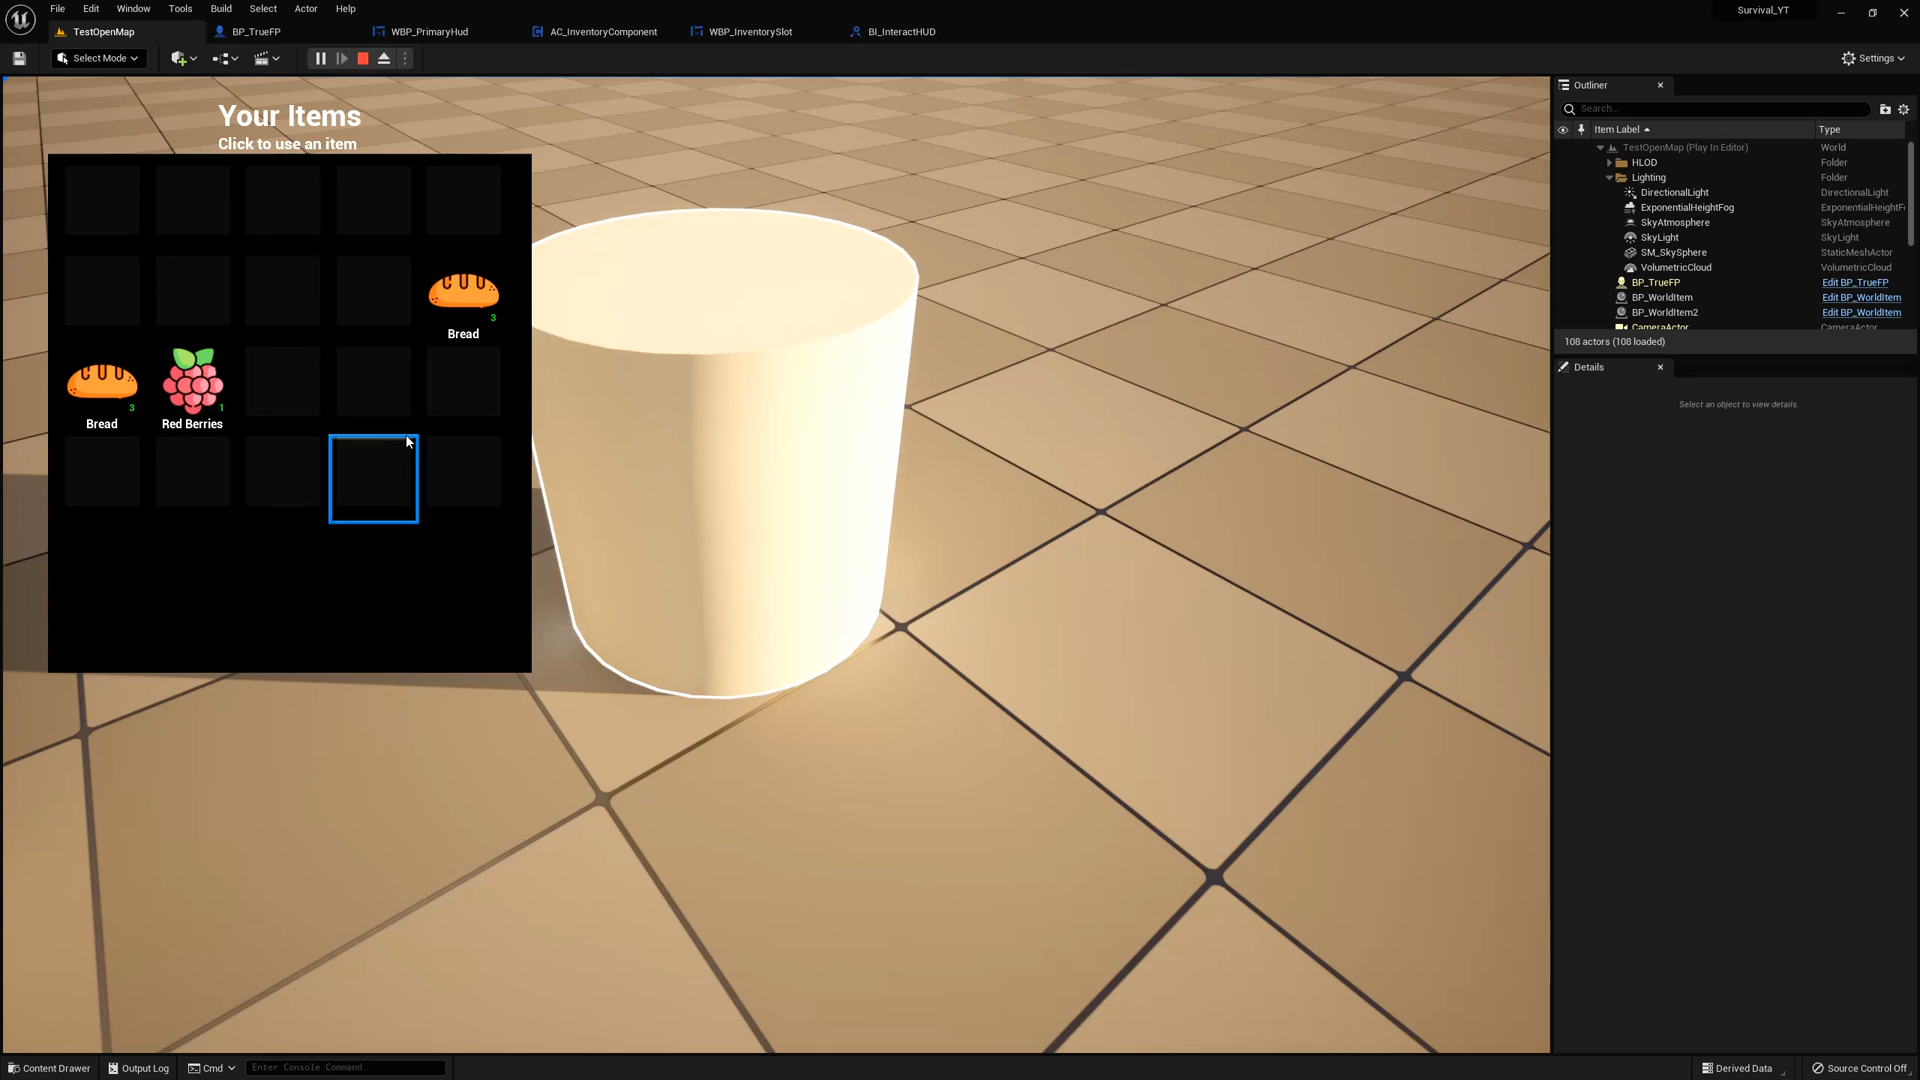 File Edit Window Tools Build Select Actor Help
Survival_YT
TestOpenMap
BP_TrueFP
WBP_PrimaryHud
AC_InventoryComponent
WBP_InventorySlot
BI_InteractHUD
Select Mode
Settings
Your Items
Click to use an item
3
Bread
3
1
Bread
Red Berries
Outliner
Search...
Item Label
Type
TestOpenMap (Play In Editor)
World
HLOD
Folder
Lighting
Folder
DirectionalLight
DirectionalLight
ExponentialHeightFog
ExponentialHeightF
SkyAtmosphere
SkyAtmosphere
SkyLight
SkyLight
SM_SkySphere
StaticMeshActor
VolumetricCloud
VolumetricCloud
BP_TrueFP
Edit BP_TrueFP
BP_WorldItem
Edit BP_WorldItem
BP_WorldItem2
Edit BP_WorldItem
CameraActor
CameraActor
108 actors (108 loaded)
Details
Select an object to view details.
Content Drawer
Output Log
Cmd
Enter Console Command
Derived Data
Source Control Off